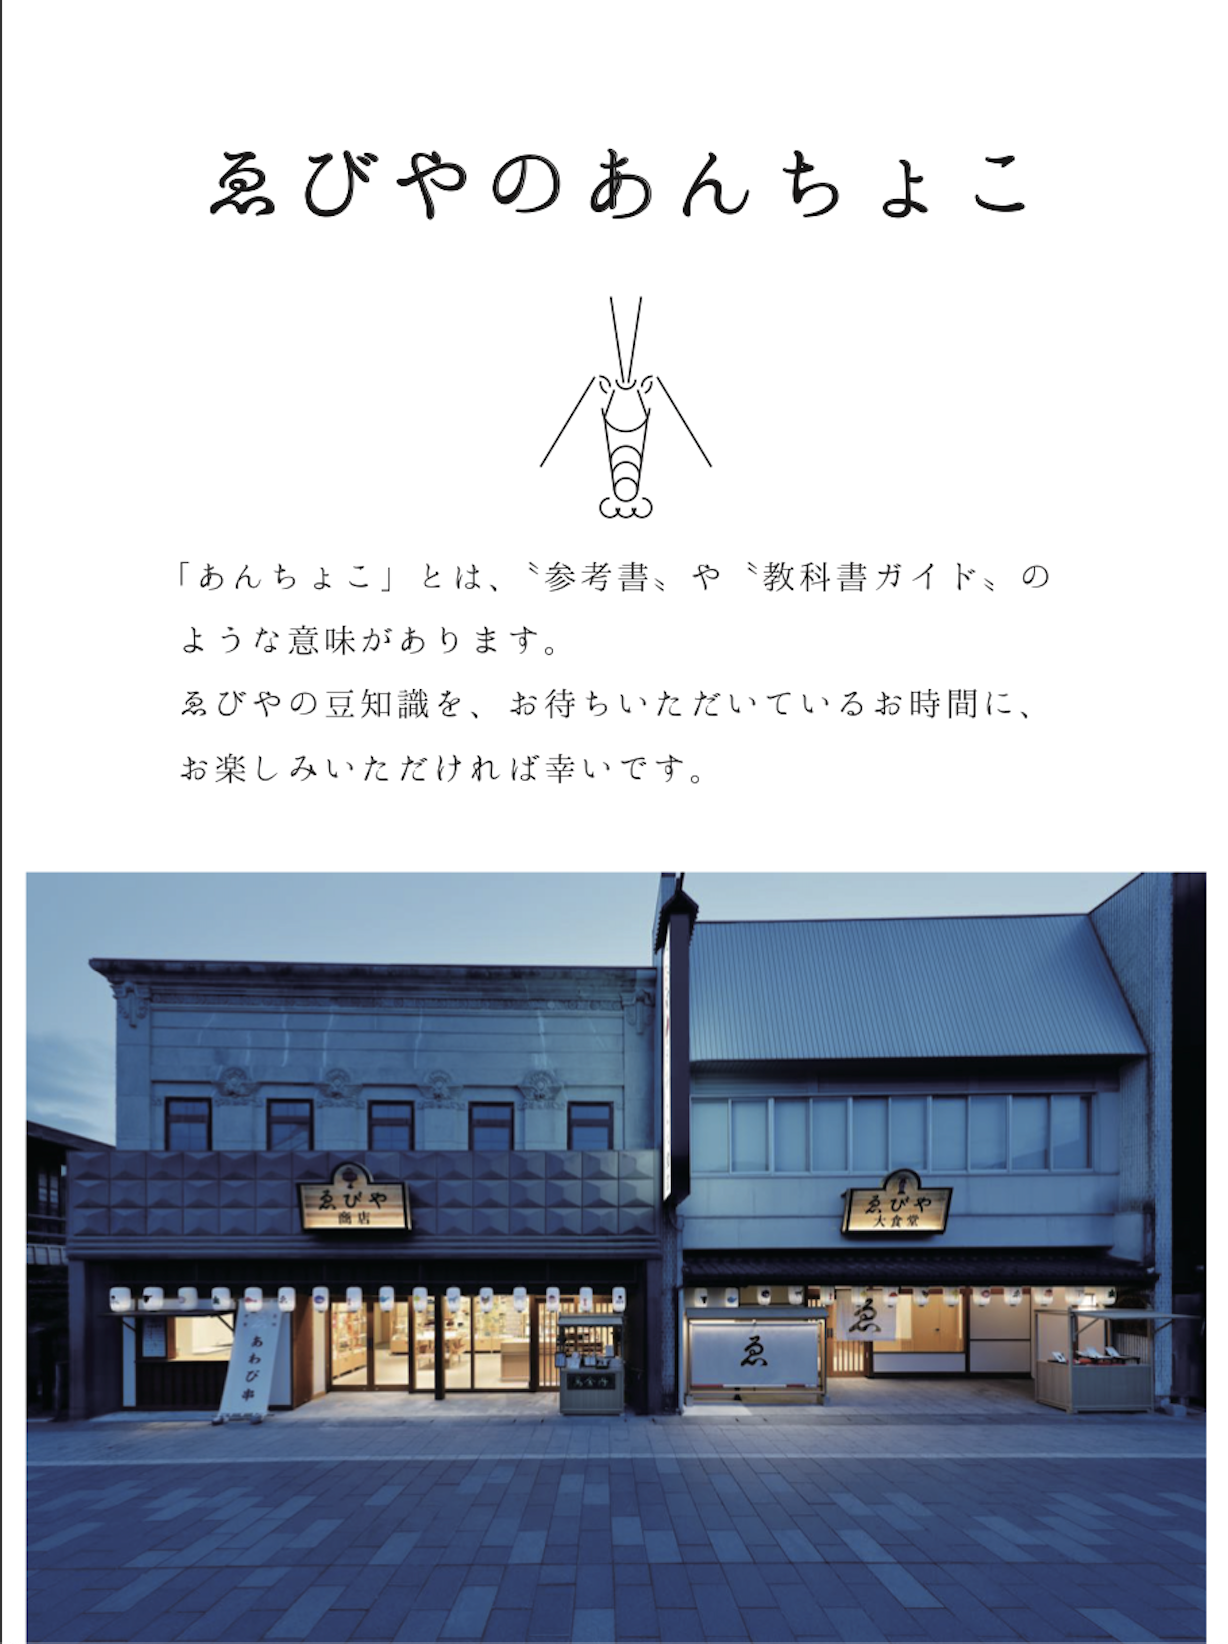 ゑびやのあんちょこ
「あんちょこ」とは、〝参考書〟や〝教科書ガイド〟の
ような意味があります。
ゑびやの豆知識を、お待ちいただいているお時間に、
お楽しみいただければ幸いです。
ゑびや
商店
ゑびや
大食堂
あわび串
ゑ
ゑ